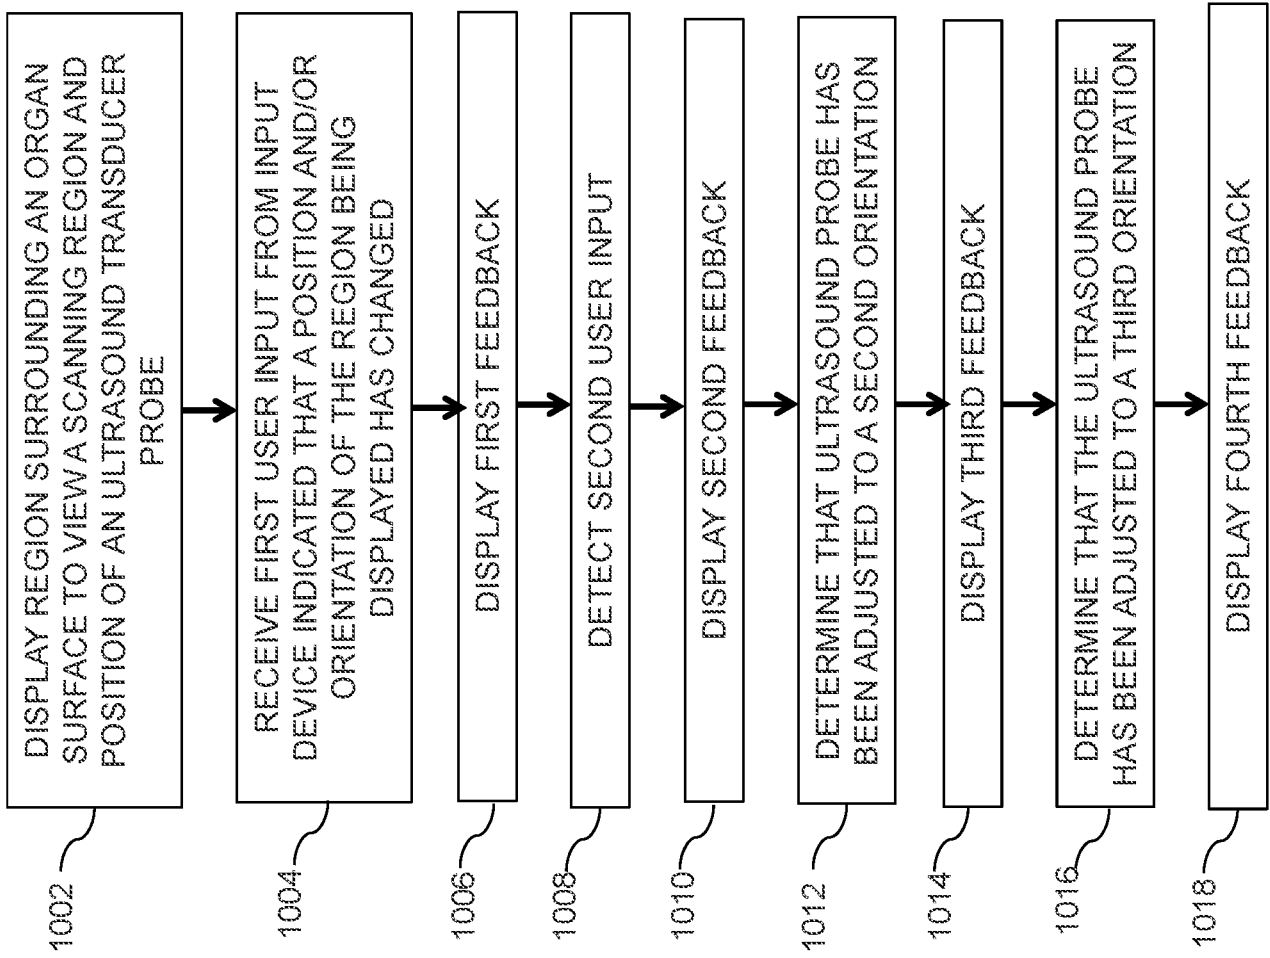 DISPLAY REGION SURROUNDING AN ORGAN
SURFACE TO VIEW A SCANNING REGION AND
POSITION OF AN ULTRASOUND TRANSDUCER
PROBE
1002
RECEIVE FIRST USER INPUT FROM INPUT
DEVICE INDICATED THAT A POSITION AND/OR
ORIENTATION OF THE REGION BEING
DISPLAYED HAS CHANGED
1004
DISPLAY FIRST FEEDBACK
1006
DETECT SECOND USER INPUT
1008
DISPLAY SECOND FEEDBACK
1010
DETERMINE THAT ULTRASOUND PROBE HAS
BEEN ADJUSTED TO A SECOND ORIENTATION
1012
DISPLAY THIRD FEEDBACK
1014
DETERMINE THAT THE ULTRASOUND PROBE
HAS BEEN ADJUSTED TO A THIRD ORIENTATION
1016
DISPLAY FOURTH FEEDBACK
1018